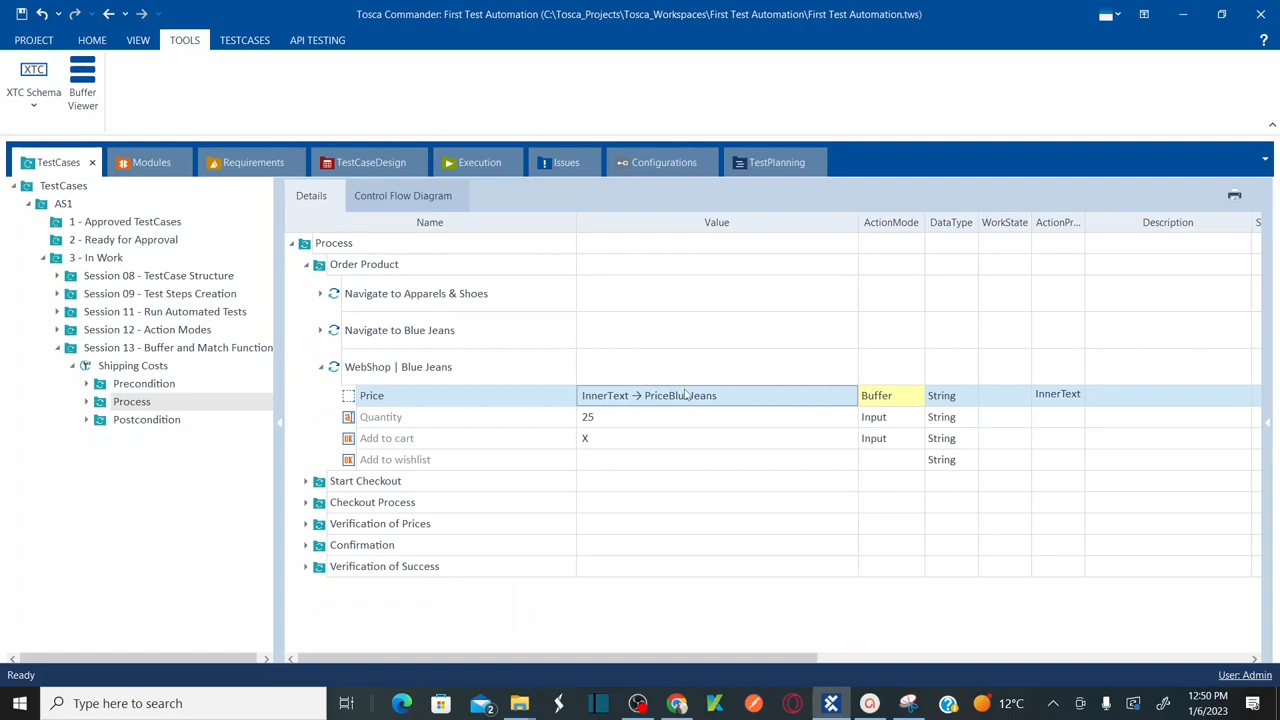 Tosca Commander: First Test Automation (C:\Tosca_Projects\Tosca_Workspaces\First Test Automation\First Test Automation.tws)
PROJECT HOME VIEW TOOLS TESTCASES API TESTING ?
XTC
XTC Schema
Buffer Viewer
TestCases Modules Requirements TestCaseDesign Execution Issues Configurations TestPlanning
TestCases
AS1
1 - Approved TestCases
2 - Ready for Approval
3 - In Work
Session 08 - TestCase Structure
Session 09 - Test Steps Creation
Session 11 - Run Automated Tests
Session 12 - Action Modes
Session 13 - Buffer and Match Function
Shipping Costs
Precondition
Process
Postcondition
Details Control Flow Diagram
Name Value ActionMode DataType WorkState ActionPr... Description S
Process
Order Product
Navigate to Apparels & Shoes
Navigate to Blue Jeans
WebShop | Blue Jeans
Price InnerText → PriceBlueJeans Buffer String InnerText
Quantity 25 Input String
Add to cart X Input String
Add to wishlist String
Start Checkout
Checkout Process
Verification of Prices
Confirmation
Verification of Success
Ready User: Admin
Type here to search 2 12°C 12:50 PM
1/6/2023